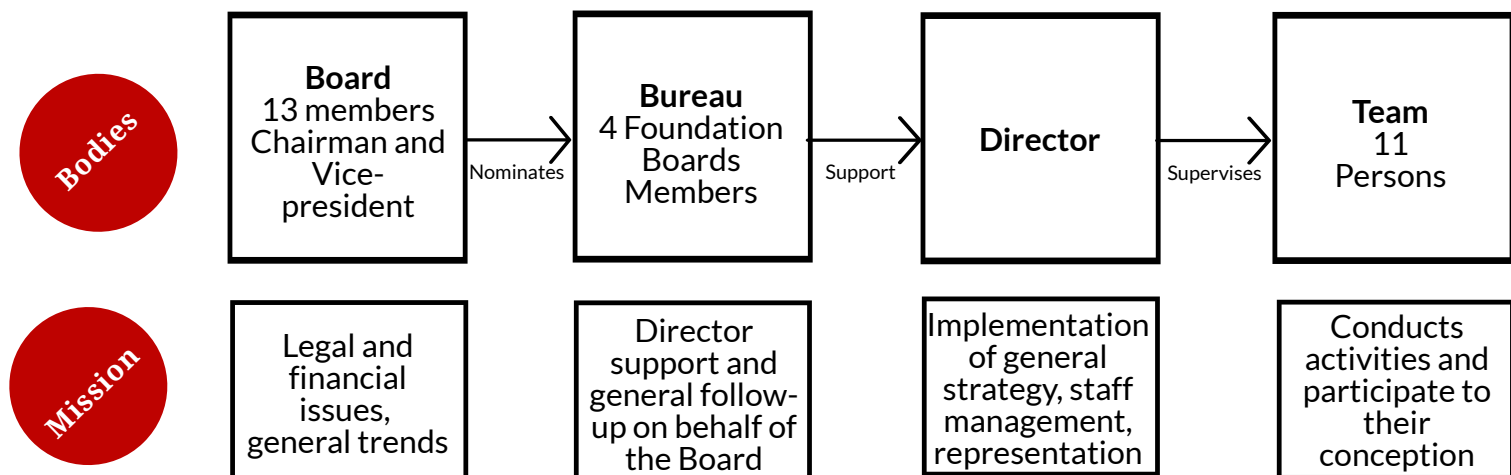 Bodies
Board
13 members
Chairman and
Vice-
president
Nominates
Bureau
4 Foundation
Boards
Members
Support
Director
Supervises
Team
11
Persons
Mission
Legal and
financial
issues,
general trends
Director
support and
general follow-
up on behalf of
the Board
Implementation
of general
strategy, staff
management,
representation
Conducts
activities and
participate to
their
conception